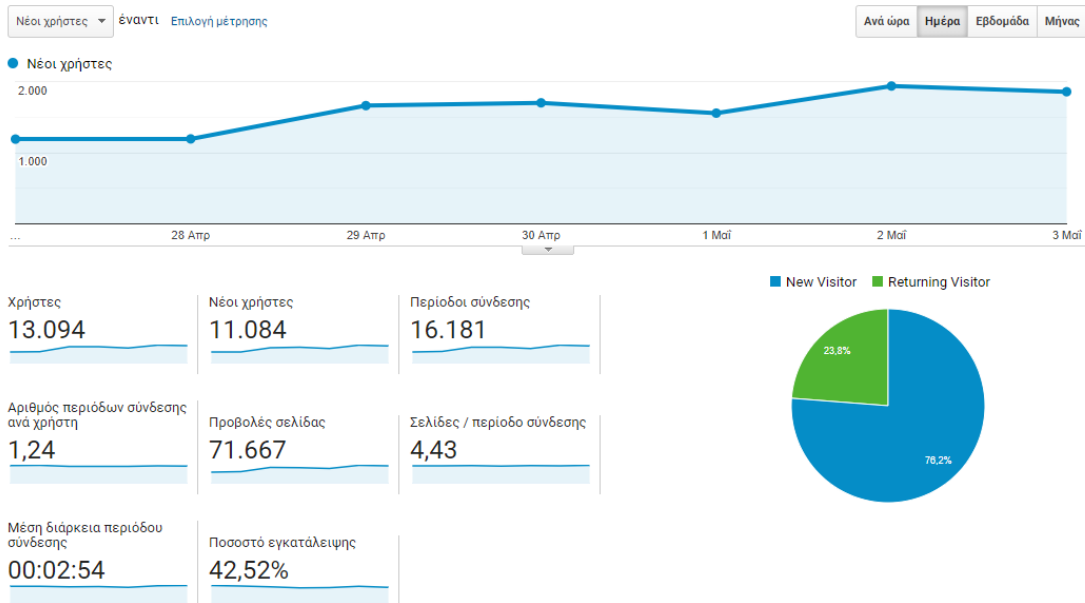 Νέοι χρήστες έναντι Επιλογή μέτρησης
Ανά ώρα Ημέρα Εβδομάδα Μήνας
Νέοι χρήστες
2.000
1.000
... 28 Απρ 29 Απρ 30 Απρ 1 Μαΐ 2 Μαΐ 3 Μαΐ
New Visitor Returning Visitor
Χρήστες
13.094
Νέοι χρήστες
11.084
Περίοδοι σύνδεσης
16.181
23,8%
76,2%
Αριθμός περιόδων σύνδεσης
ανά χρήστη
1,24
Προβολές σελίδας
71.667
Σελίδες / περίοδο σύνδεσης
4,43
Μέση διάρκεια περιόδου
σύνδεσης
00:02:54
Ποσοστό εγκατάλειψης
42,52%